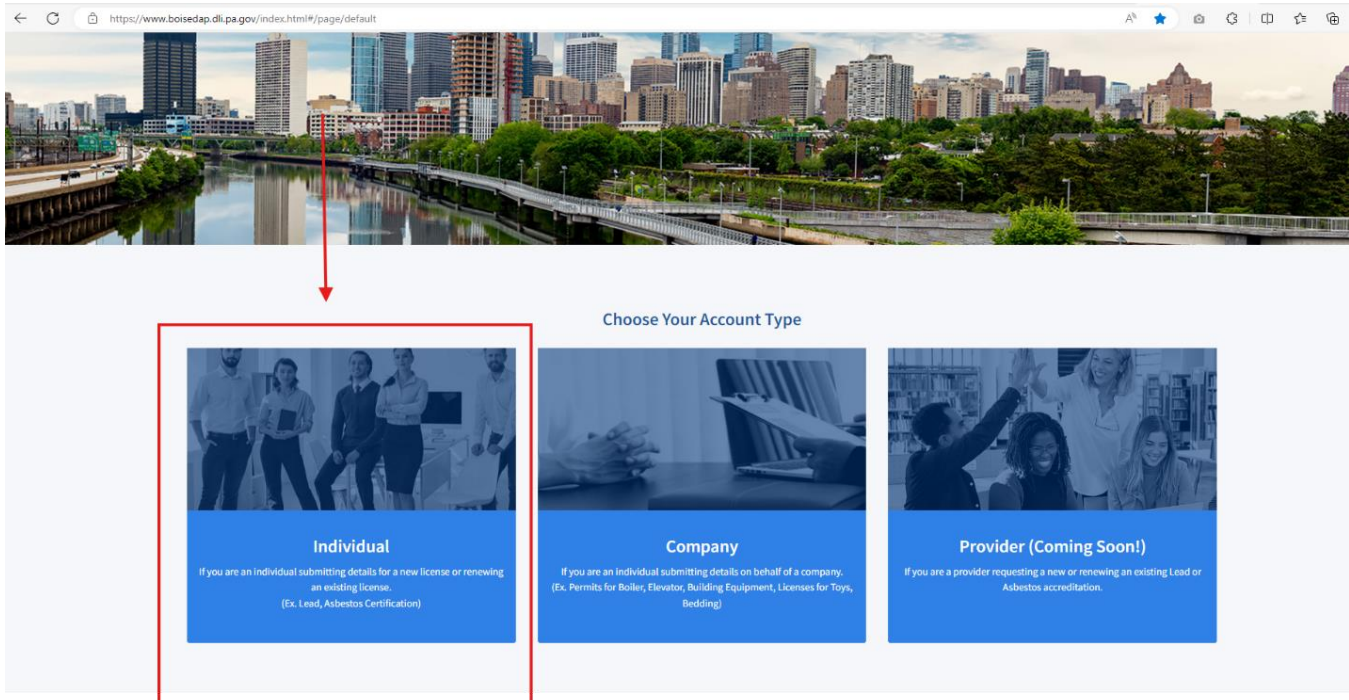 https://www.boisedap.dli.pa.gov/index.html#/page/default
Choose Your Account Type
Individual
If you are an individual submitting details for a new license or renewing
an existing license.
(Ex. Lead, Asbestos Certification)
Company
If you are an individual submitting details on behalf of a company.
(Ex. Permits for Boiler, Elevator, Building Equipment, Licenses for Toys,
Bedding)
Provider (Coming Soon!)
If you are a provider requesting a new or renewing an existing Lead or
Asbestos accreditation.